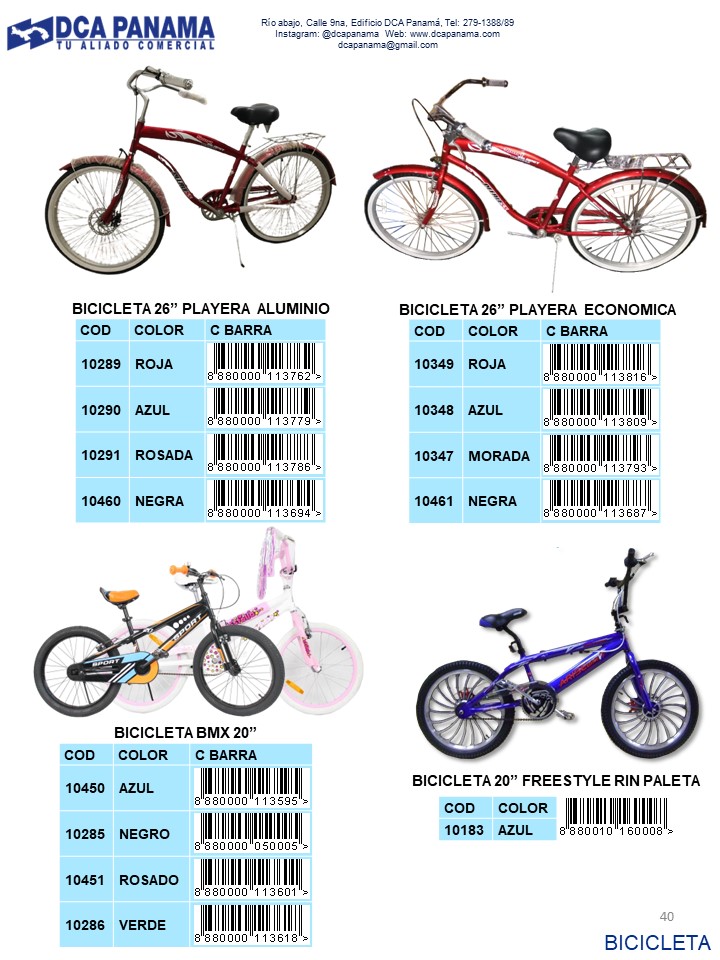 DCA PANAMA
TU ALIADO COMERCIAL
Río abajo, Calle 9na, Edificio DCA Panamá, Tel: 279-1388/89
Instagram: @dcapanama Web: www.dcapanama.com
dcapanama@gmail.com
BICICLETA 26” PLAYERA ALUMINIO
COD COLOR C BARRA
10289 ROJA 8 880000 113762 >
10290 AZUL 8 880000 113779 >
10291 ROSADA 8 880000 113786 >
10460 NEGRA 8 880000 113694 >
BICICLETA 26” PLAYERA ECONOMICA
COD COLOR C BARRA
10349 ROJA 8 880000 113816 >
10348 AZUL 8 880000 113809 >
10347 MORADA 8 880000 113793 >
10461 NEGRA 8 880000 113687 >
SPORT
SPORT
BICICLETA BMX 20”
COD COLOR C BARRA
10450 AZUL 8 880000 113595 >
10285 NEGRO 8 880000 050005 >
10451 ROSADO 8 880000 113601 >
10286 VERDE 8 880000 113618 >
BICICLETA 20” FREESTYLE RIN PALETA
COD COLOR
10183 AZUL 8 880010 160008 >
40
BICICLETA